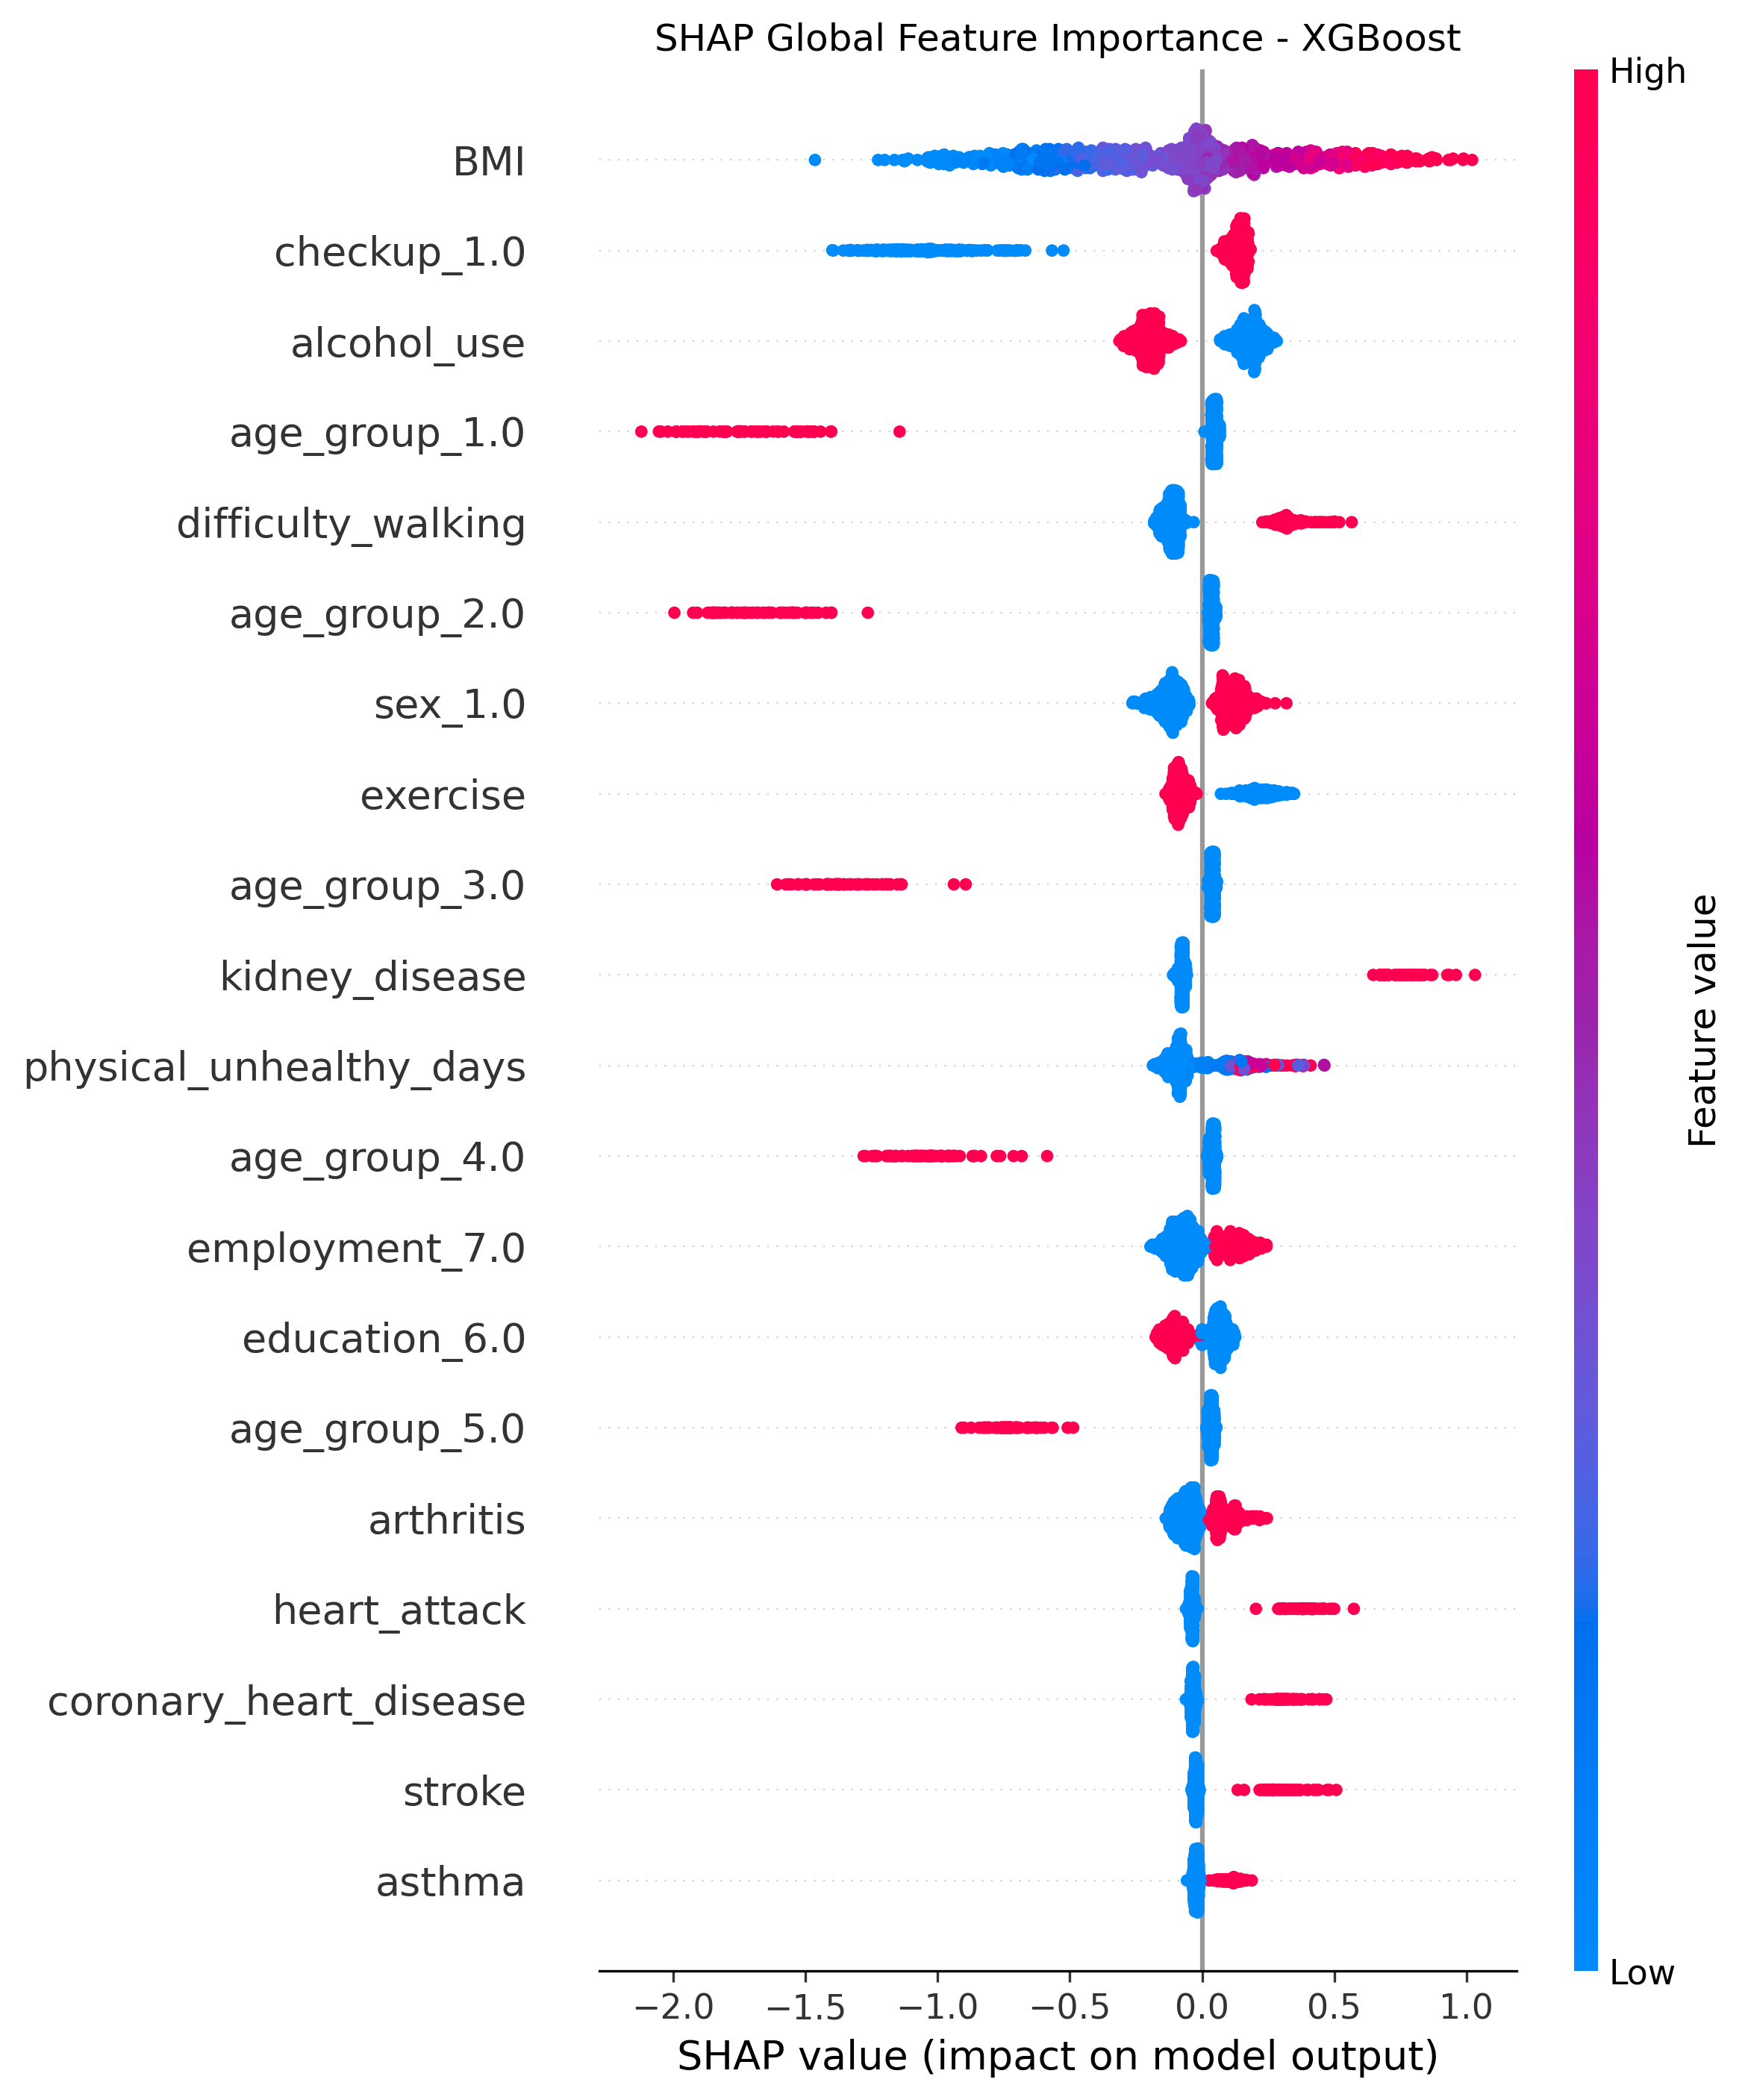 SHAP Global Feature Importance - XGBoost
High
BMI
checkup_1.0
alcohol_use
age_group_1.0
difficulty_walking
age_group_2.0
sex_1.0
exercise
age_group_3.0
kidney_disease
physical_unhealthy_days
age_group_4.0
employment_7.0
education_6.0
age_group_5.0
arthritis
heart_attack
coronary_heart_disease
stroke
asthma
Feature value
Low
−2.0 −1.5 −1.0 −0.5 0.0 0.5 1.0
SHAP value (impact on model output)